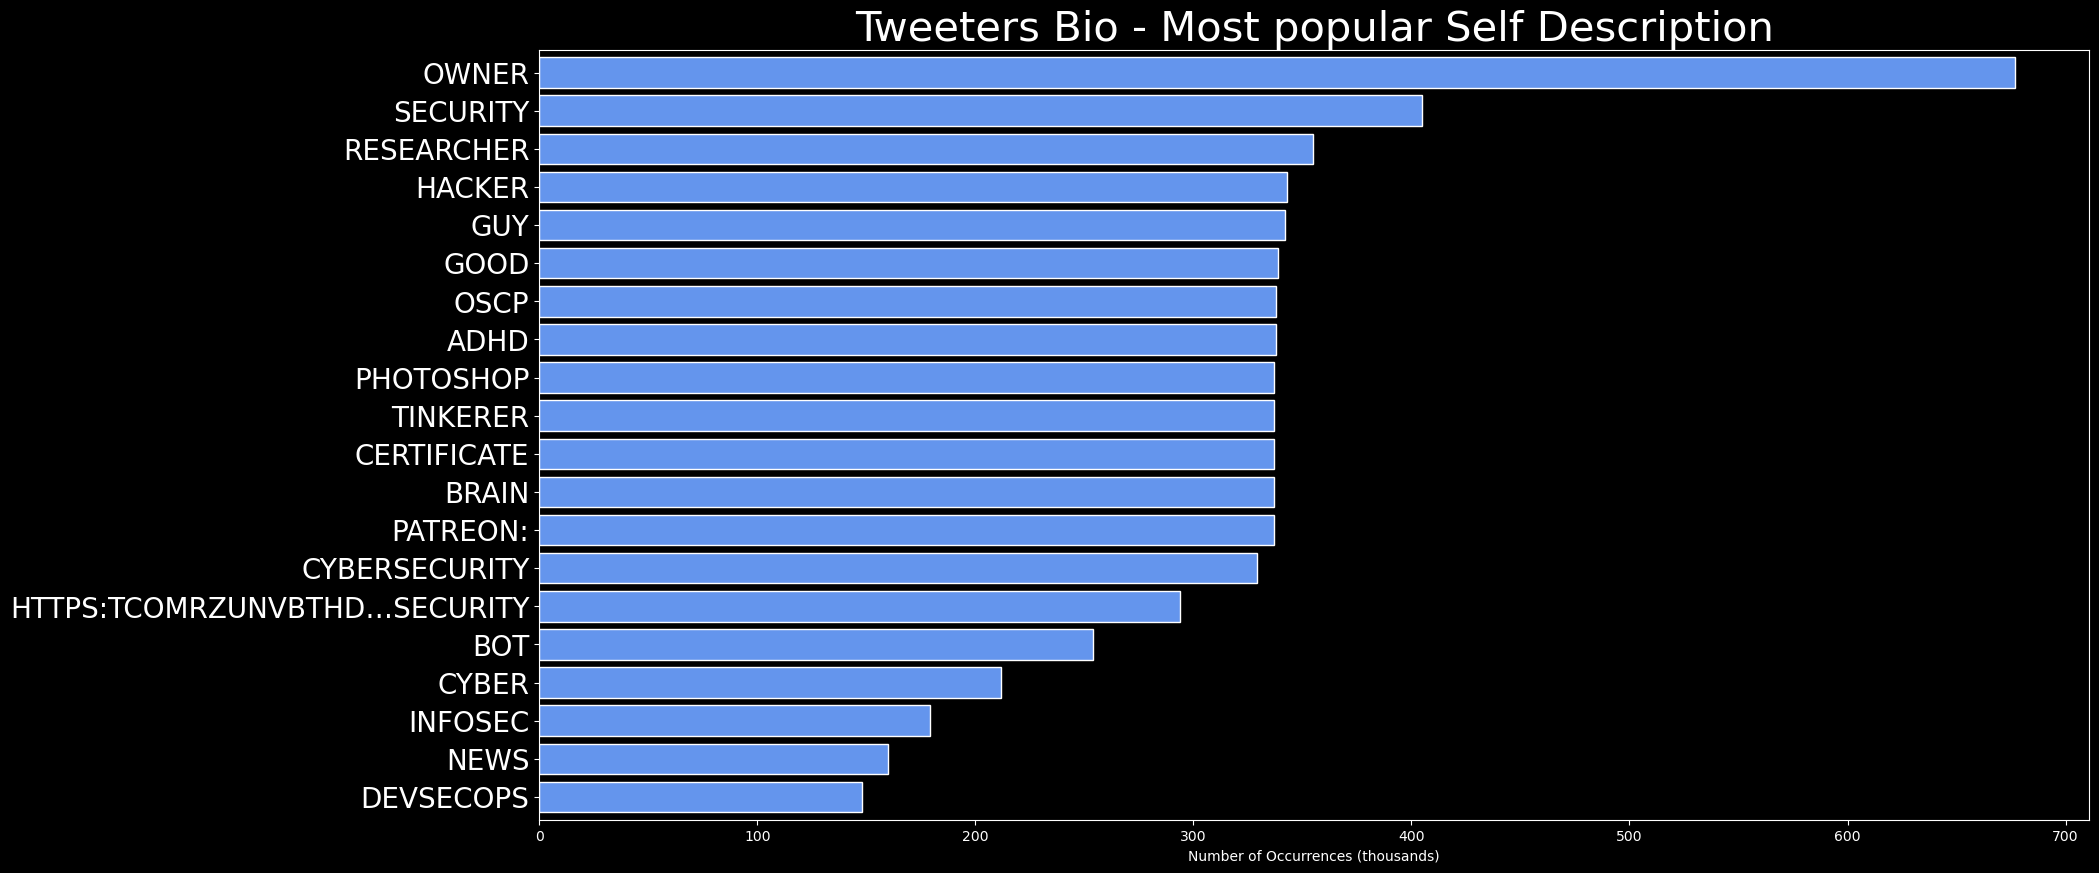 Tweeters Bio - Most popular Self Description
OWNER
SECURITY
RESEARCHER
HACKER
GUY
GOOD
OSCP
ADHD
PHOTOSHOP
TINKERER
CERTIFICATE
BRAIN
PATREON:
CYBERSECURITY
HTTPS:TCOMRZUNVBTHD...SECURITY
BOT
CYBER
INFOSEC
NEWS
DEVSECOPS
0 100 200 300 400 500 600 700
Number of Occurrences (thousands)